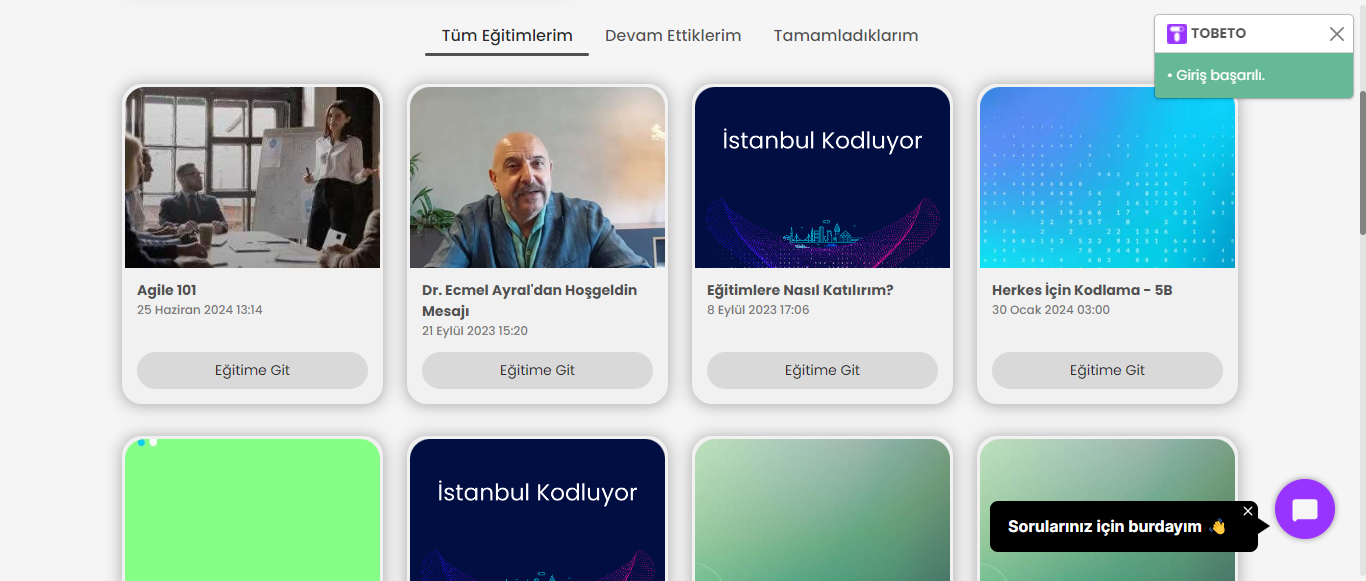 Tüm Eğitimlerim
Devam Ettiklerim
Tamamladıklarım
TOBETO
• Giriş başarılı.
İstanbul Kodluyor
Agile 101
25 Haziran 2024 13:14
Eğitime Git
Dr. Ecmel Ayral'dan Hoşgeldin
Mesajı
21 Eylül 2023 15:20
Eğitime Git
Eğitimlere Nasıl Katılırım?
8 Eylül 2023 17:06
Eğitime Git
Herkes İçin Kodlama - 5B
30 Ocak 2024 03:00
Eğitime Git
İstanbul Kodluyor
Sorularınız için burdayım 👋